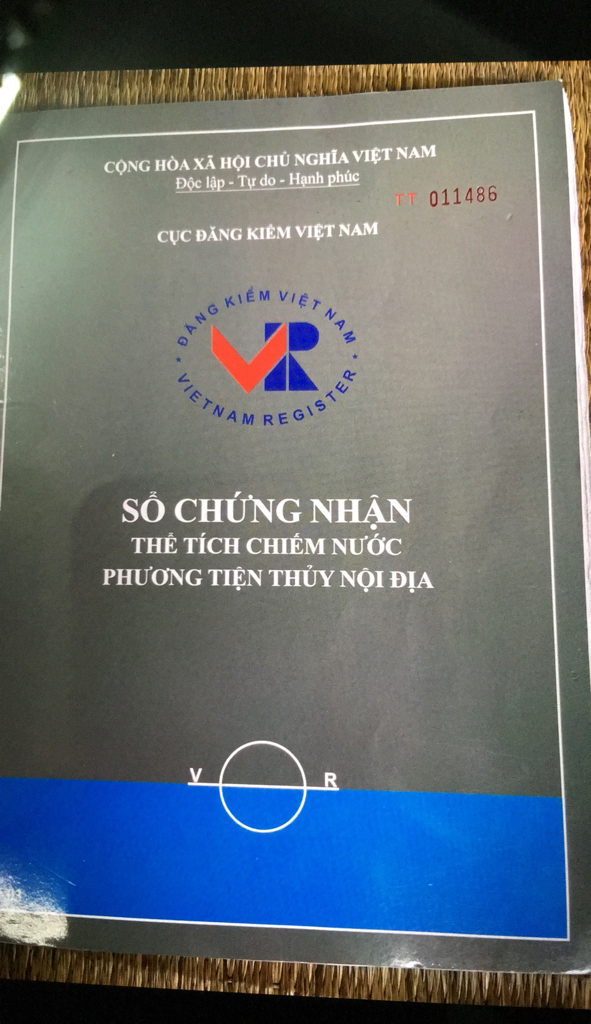 CỘNG HÒA XÃ HỘI CHỦ NGHĨA VIỆT NAM
Độc lập - Tự do - Hạnh phúc
TT 011486
CỤC ĐĂNG KIỂM VIỆT NAM
* ĐĂNG KIỂM VIỆT NAM *
VR
VIETNAM REGISTER
SỔ CHỨNG NHẬN
THỂ TÍCH CHIẾM NƯỚC
PHƯƠNG TIỆN THỦY NỘI ĐỊA
V R